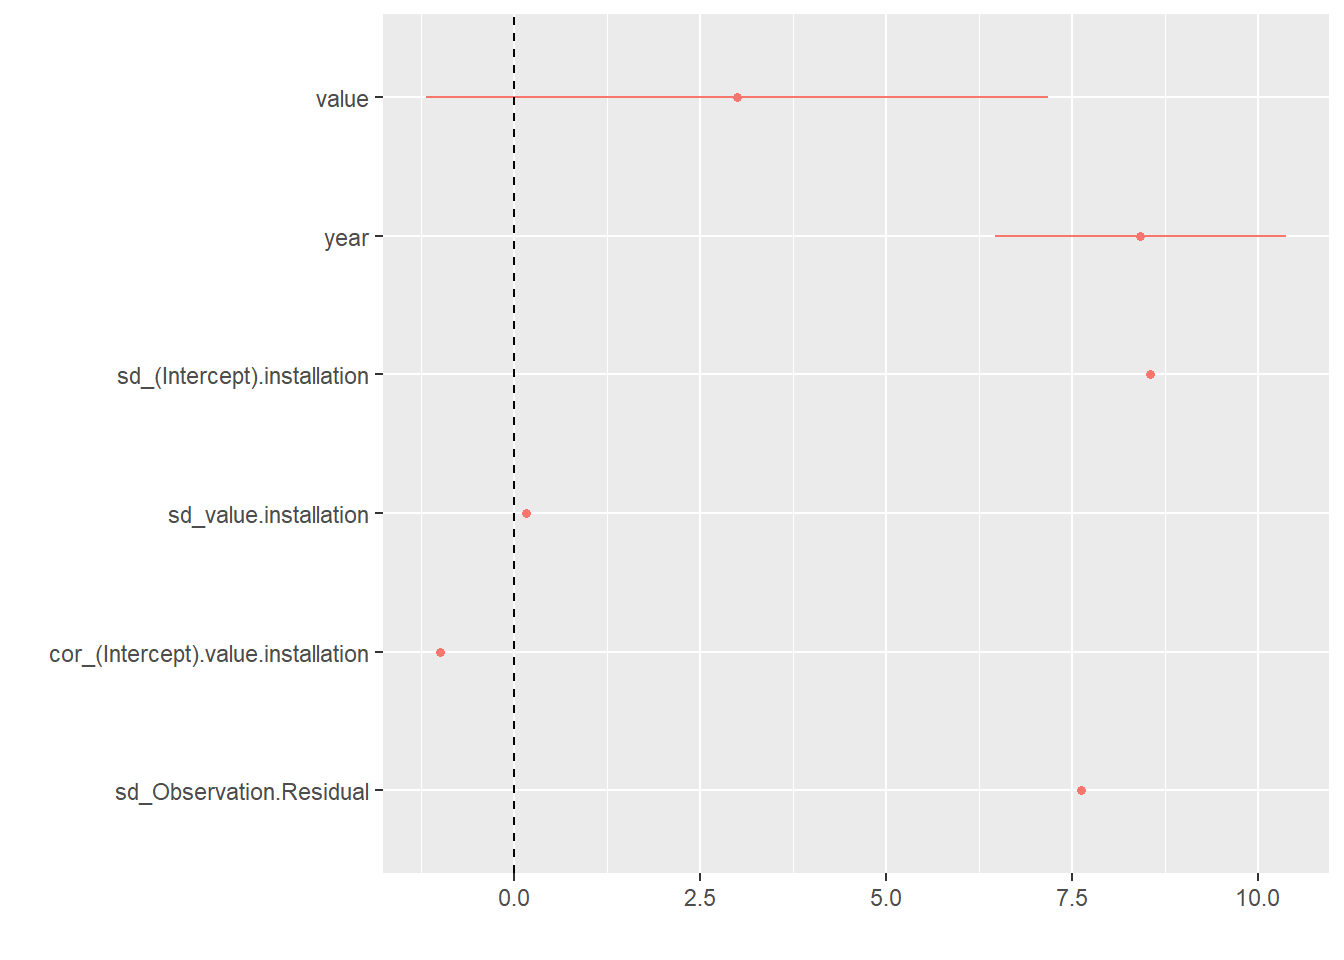 value
year
sd_(Intercept).installation
sd_value.installation
cor_(Intercept).value.installation
sd_Observation.Residual
0.0 2.5 5.0 7.5 10.0